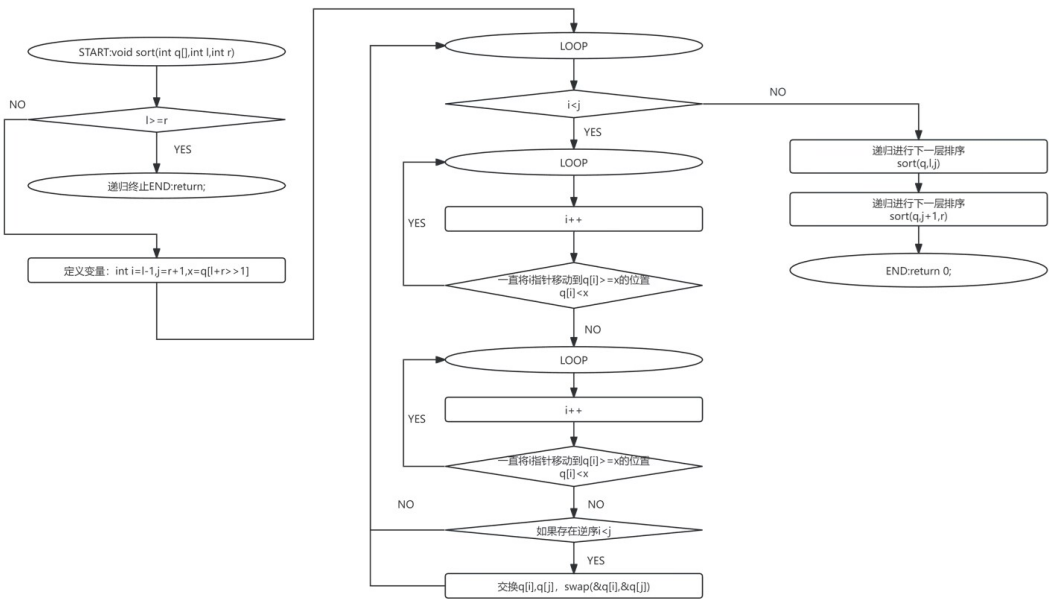 START:void sort(int q[],int l,int r)
NO
l>=r
YES
递归终止END:return;
定义变量：int i=l-1,j=r+1,x=q[l+r>>1]
LOOP
i<j
NO
YES
LOOP
YES
i++
一直将i指针移动到q[i]>=x的位置
q[i]<x
NO
LOOP
YES
i++
一直将i指针移动到q[i]>=x的位置
q[i]<x
NO
NO
如果存在逆序i<j
YES
交换q[i],q[j]，swap(&q[i],&q[j])
递归进行下一层排序
sort(q,l,j)
递归进行下一层排序
sort(q,j+1,r)
END:return 0;